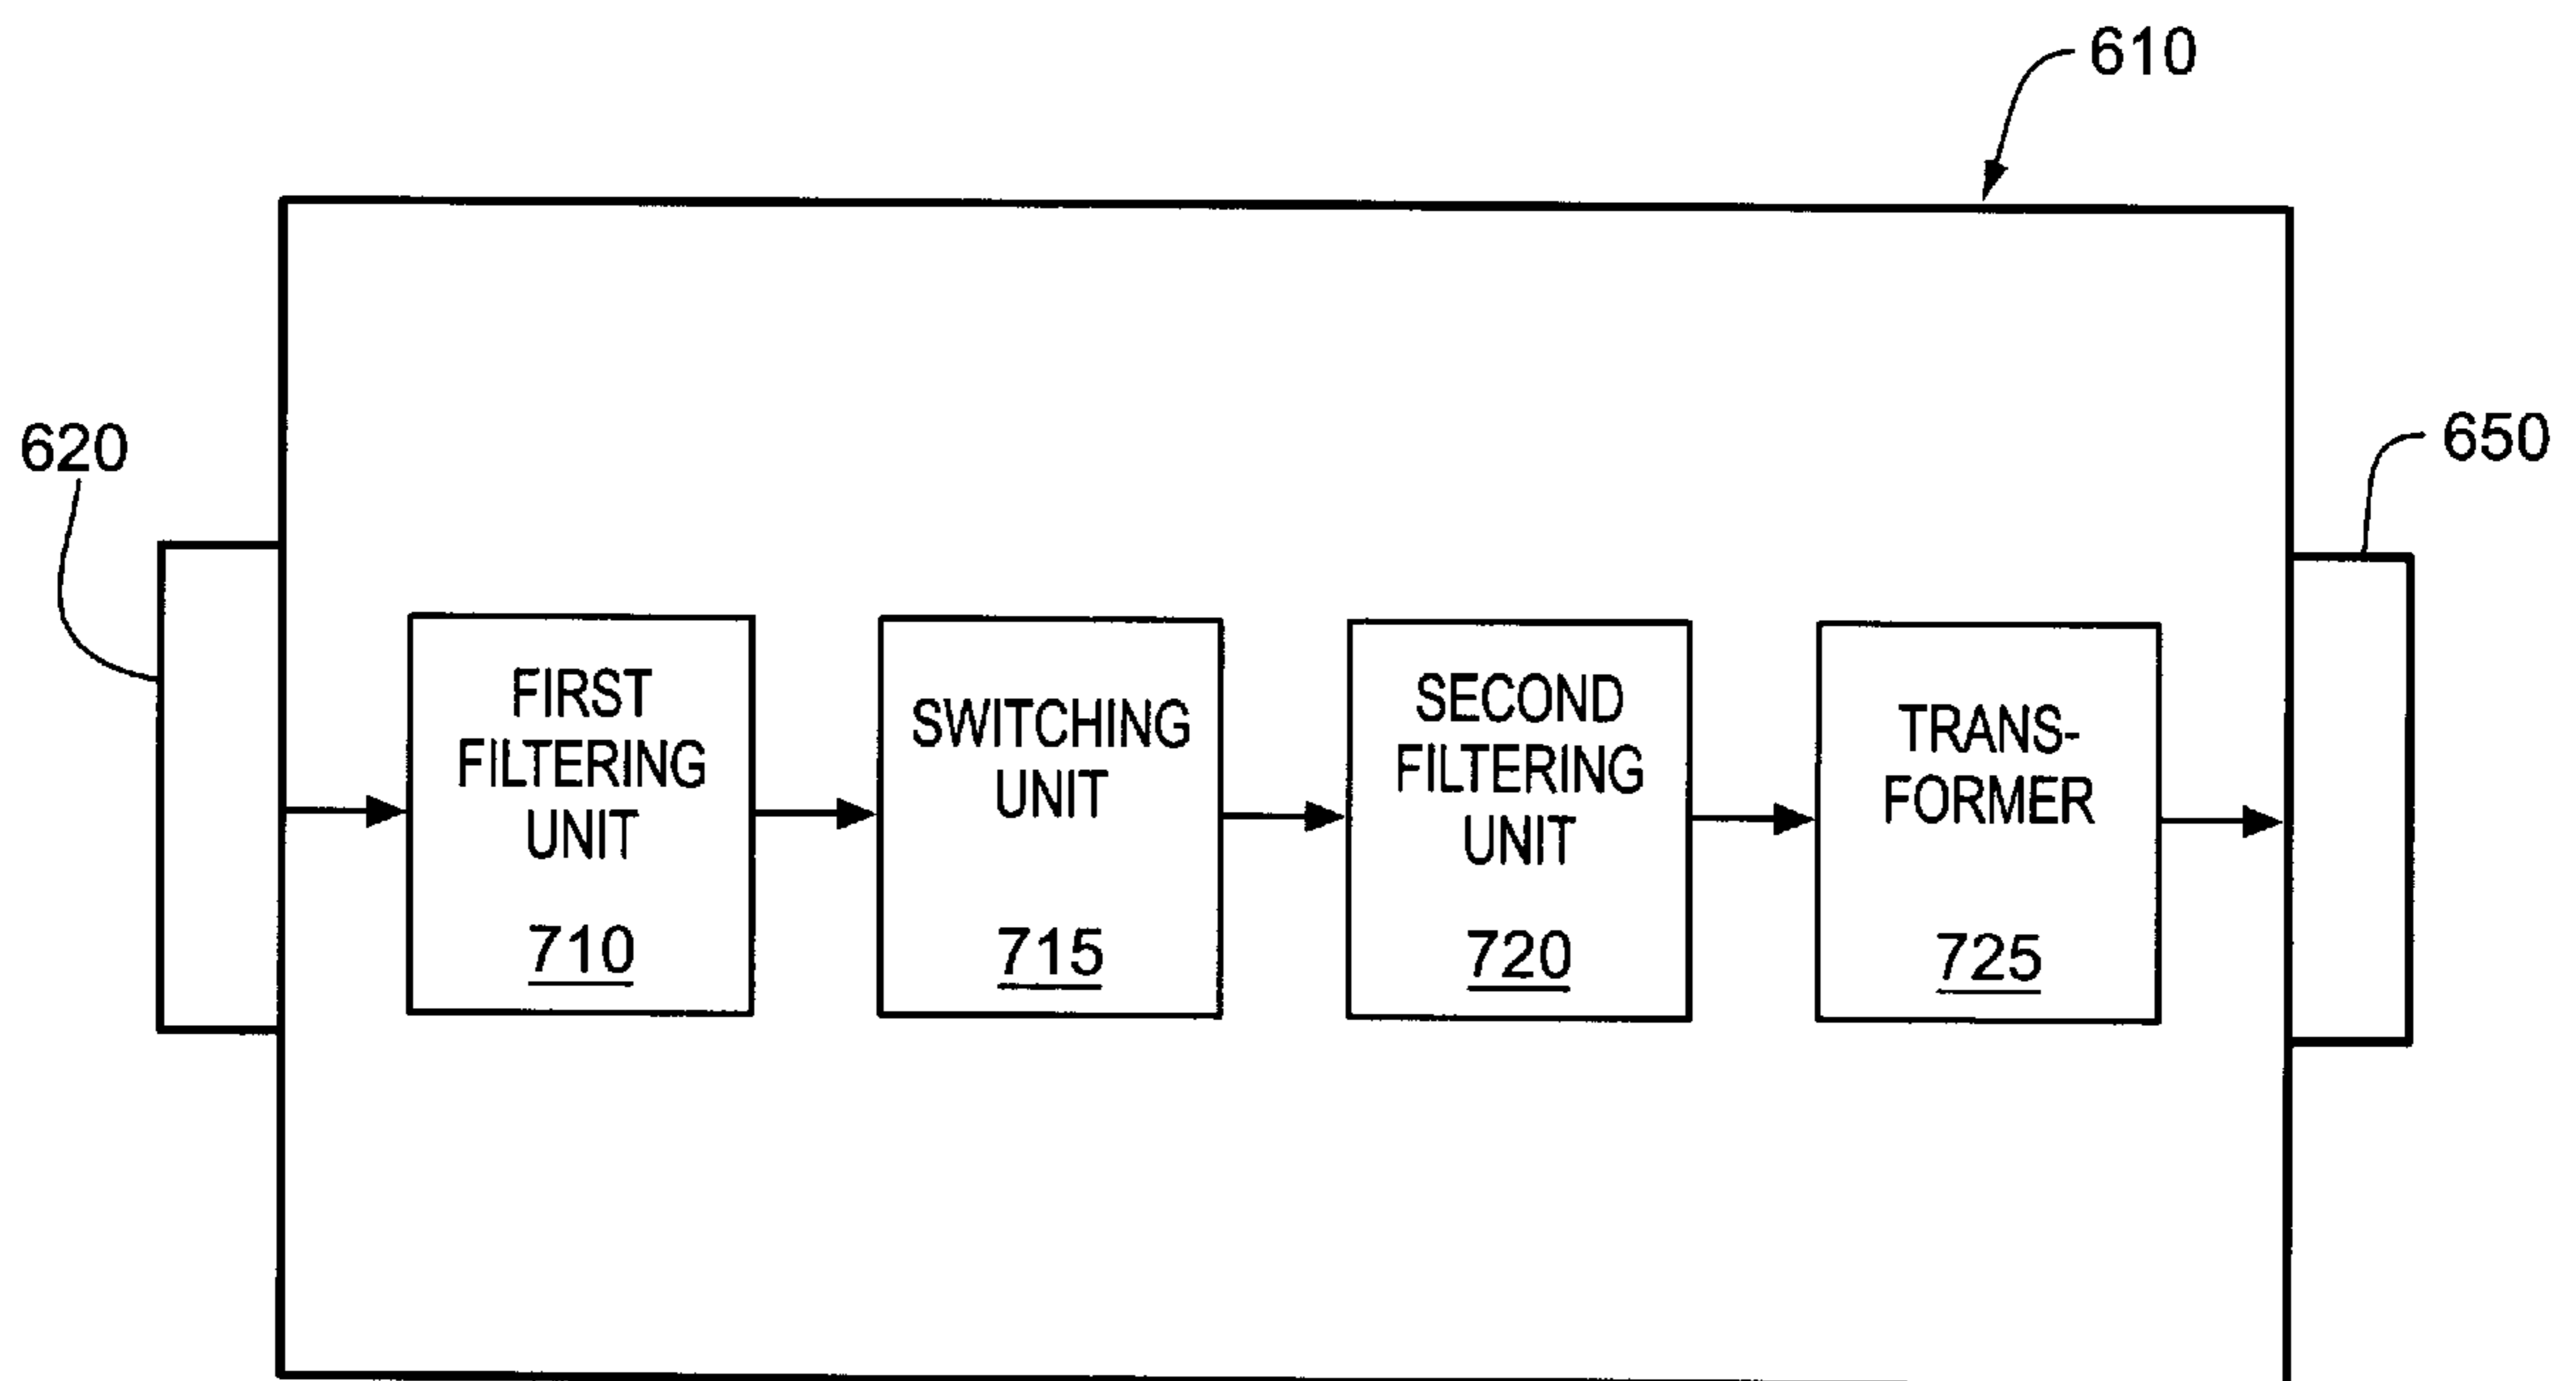 610
620
650
FIRST
FILTERING
UNIT
710
SWITCHING
UNIT
715
SECOND
FILTERING
UNIT
720
TRANS-
FORMER
725